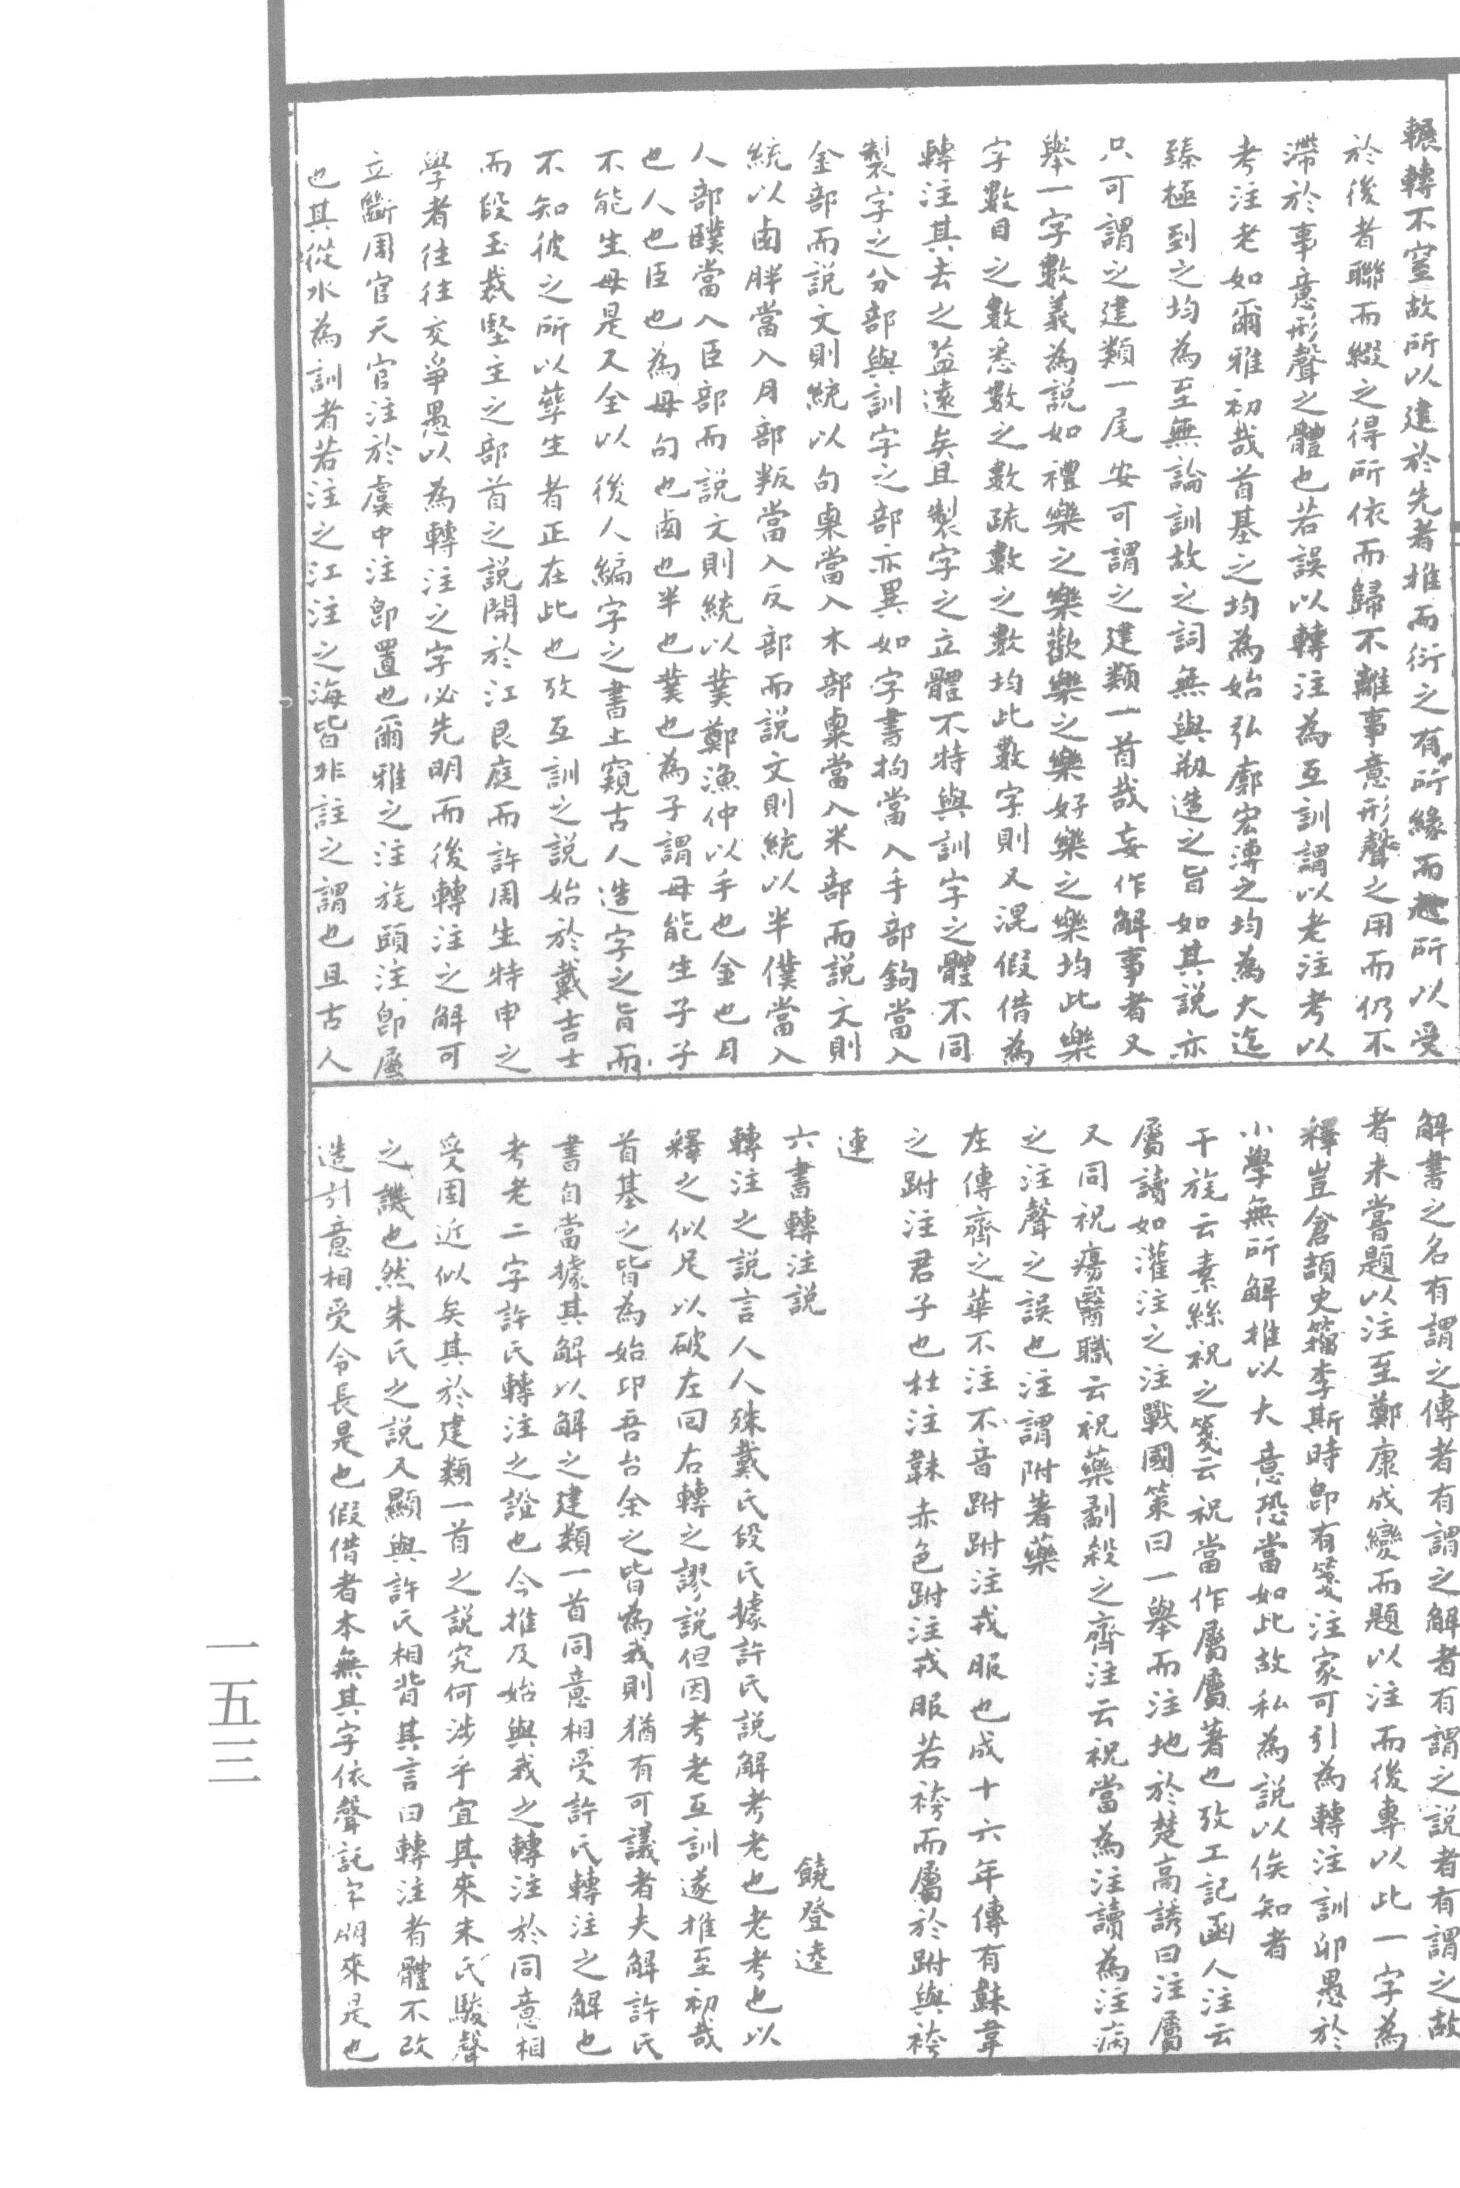 輾轉不窒故所以建於先者推而衍之有所緣而起所以受
於後者聯而綴之得所依而歸不離事意形聲之用而仍不
滯於事意形聲之體也若誤以轉注為互訓謂以老注考以
考注老如爾雅初哉首基之均為始弘廓宏溥之均為大迄
臻極到之均為至無論訓故之詞無與剏造之旨如其說亦
只可謂之建類一尾安可謂之建類一首哉妄作解事者又
舉一字數義為說如禮樂之樂歡樂之樂好樂之樂均此樂
字數目之數悉數之數疏數之數均此數字則又混假借為
轉注其去之益遠矣且製字之立體不特與訓字之體不同
製字之分部與訓字之部亦異如字書拘當入手部鉤當入
金部而說文則統以句㮚當入木部粟當入米部而說文則
統以鹵胖當入月部叛當入反部而說文則統以半僕當入
人部䑑當入臣部而說文則統以菐鄭漁仲以手也金也月
也人也臣也為母句也鹵也半也菐也為子謂母能生子子
不能生母是又全以後人編字之書上窺古人造字之旨而
不知彼之所以孳生者正在此也攷互訓之說始於戴吉士
而段玉裁堅主之部首之說開於江艮庭而許周生特申之
學者往往交爭愚以為轉注之字必先明而後轉注之解可
立斷周官天官注於虞中注卽置也爾雅之注旄頭注卽屬
也其從水為訓者若注之江注之海皆非註之謂也且古人
解書之名有謂之傳者有謂之解者有謂之說者有謂之故
者未嘗題以注至鄭康成變而題以注而後專以此一字為
釋豈倉頡史籀李斯時卽有箋注家可引為轉注訓卯愚於
小學無所解推以大意恐當如此故私為說以俟知者
干旄云素絲祝之箋云祝當作屬屬著也攷工記函人注云
屬讀如灌注之注戰國策曰一舉而注地於楚高誘曰注屬
又同祝瘍醫職云祝藥劀殺之齊注云祝當為注讀為注病
之注聲之誤也注謂附著藥
左傳齊之華不注不音跗跗注戎服也成十六年傳有韎韋
之跗注君子也杜注韎赤色跗注戎服若袴而屬於跗與袴
連
六書轉注說　饒登逵
轉注之說言人人殊戴氏段氏據許氏說解考老也老考也以
釋之似足以破左回右轉之謬說但因考老互訓遂推至初哉
首基之皆為始卬吾台余之皆為我則猶有可議者夫解許氏
書自當據其解以解之建類一首同意相受許氏轉注之解也
考老二字許氏轉注之證也今推及始與我之轉注於同意相
受固近似矣其於建類一首之說究何涉乎宜其來朱氏駿聲
之譏也然朱氏之說又顯與許氏相背其言曰轉注者體不改
造引意相受令長是也假借者本無其字依聲託字朋來是也
一五三